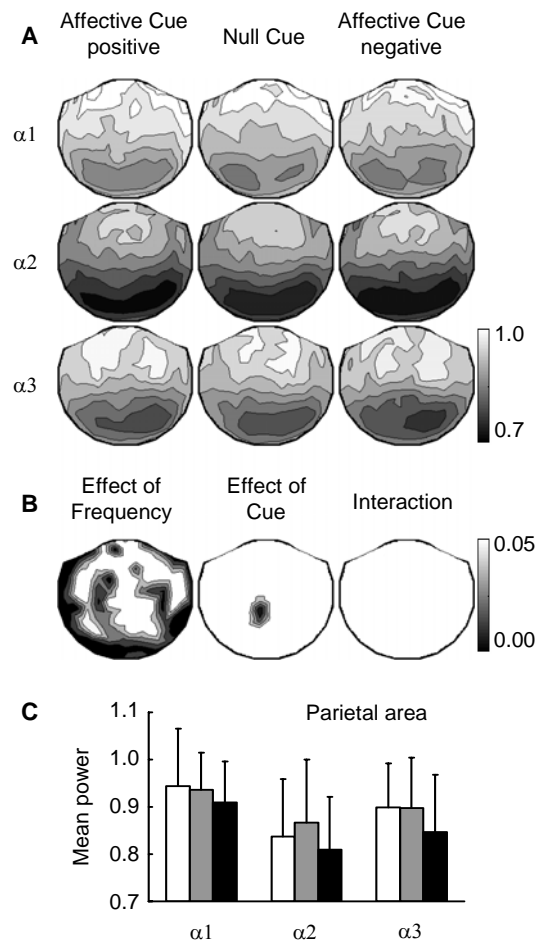 A
Affective Cue positive
Null Cue
Affective Cue negative
α1
α2
α3
1.0
0.7
B
Effect of Frequency
Effect of Cue
Interaction
0.05
0.00
C
Parietal area
Mean power
1.1
1.0
0.9
0.8
0.7
α1
α2
α3